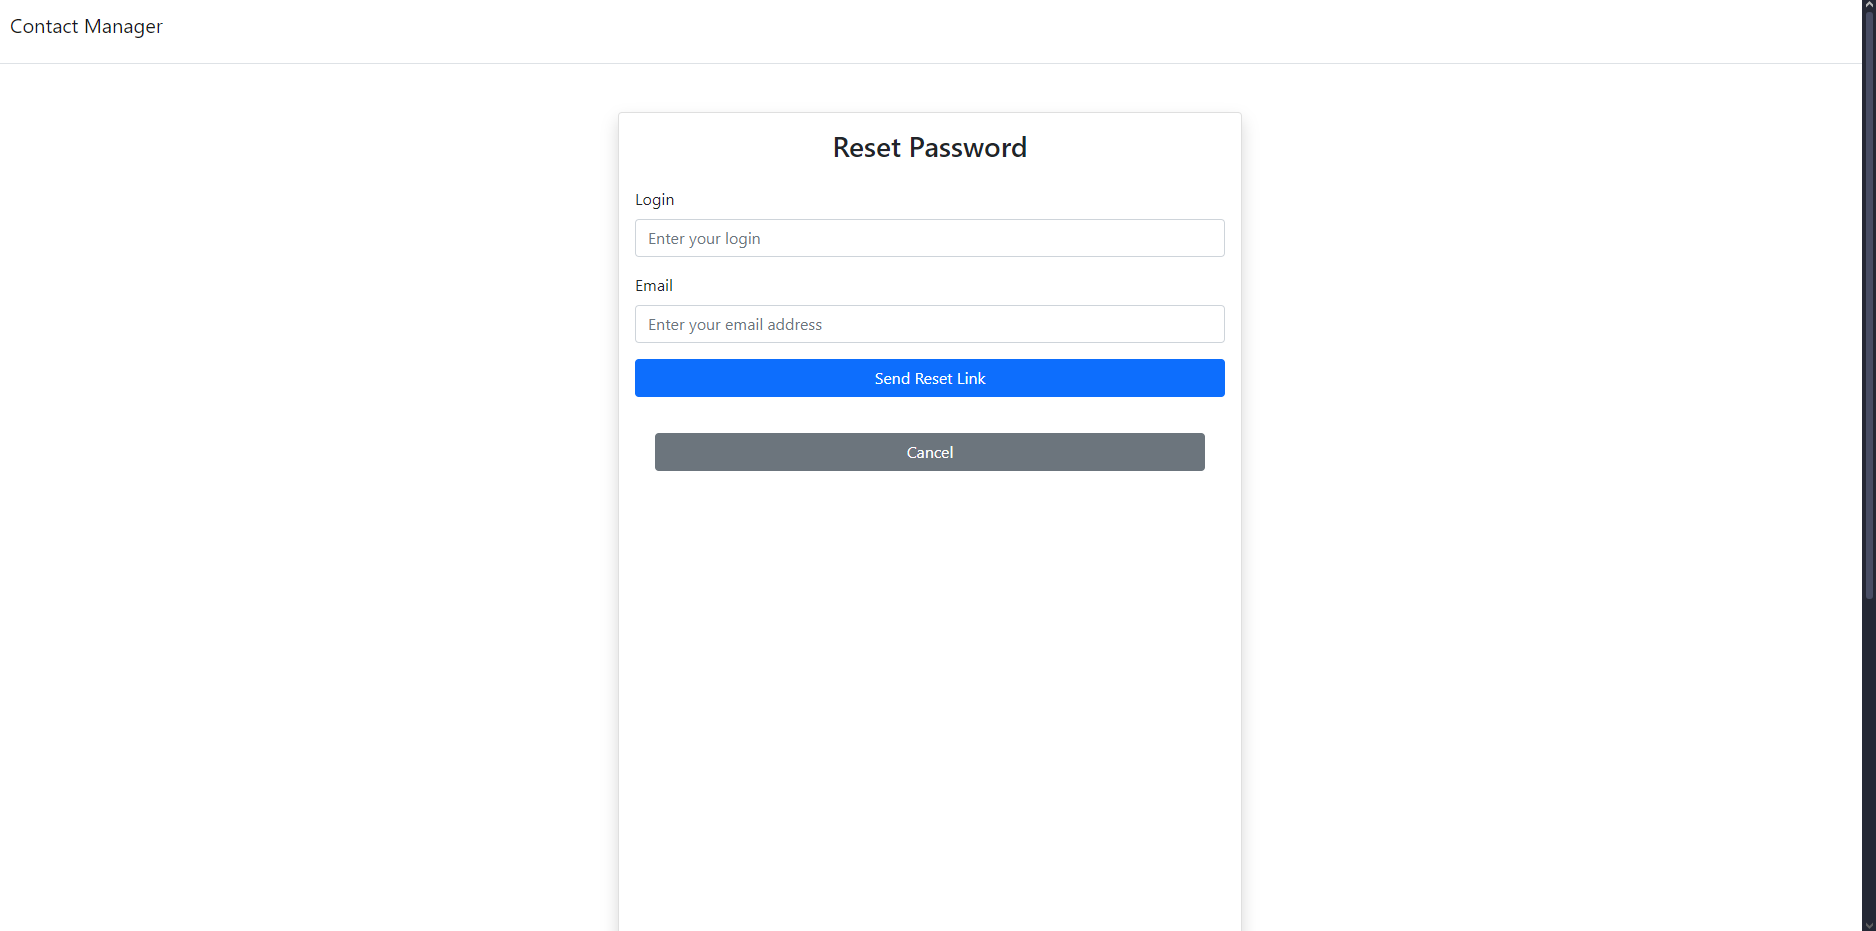 Contact Manager
Reset Password
Login
Enter your login
Email
Enter your email address
Send Reset Link
Cancel